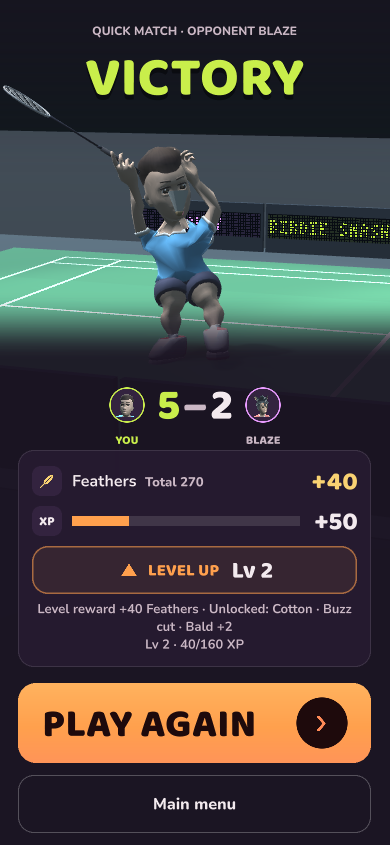 QUICK MATCH · OPPONENT BLAZE
VICTORY
BIRDIE SMASH
5–2
YOU
BLAZE
Feathers Total 270
+40
XP
+50
LEVEL UP Lv 2
Level reward +40 Feathers · Unlocked: Cotton · Buzz
cut · Bald +2
Lv 2 · 40/160 XP
PLAY AGAIN
Main menu